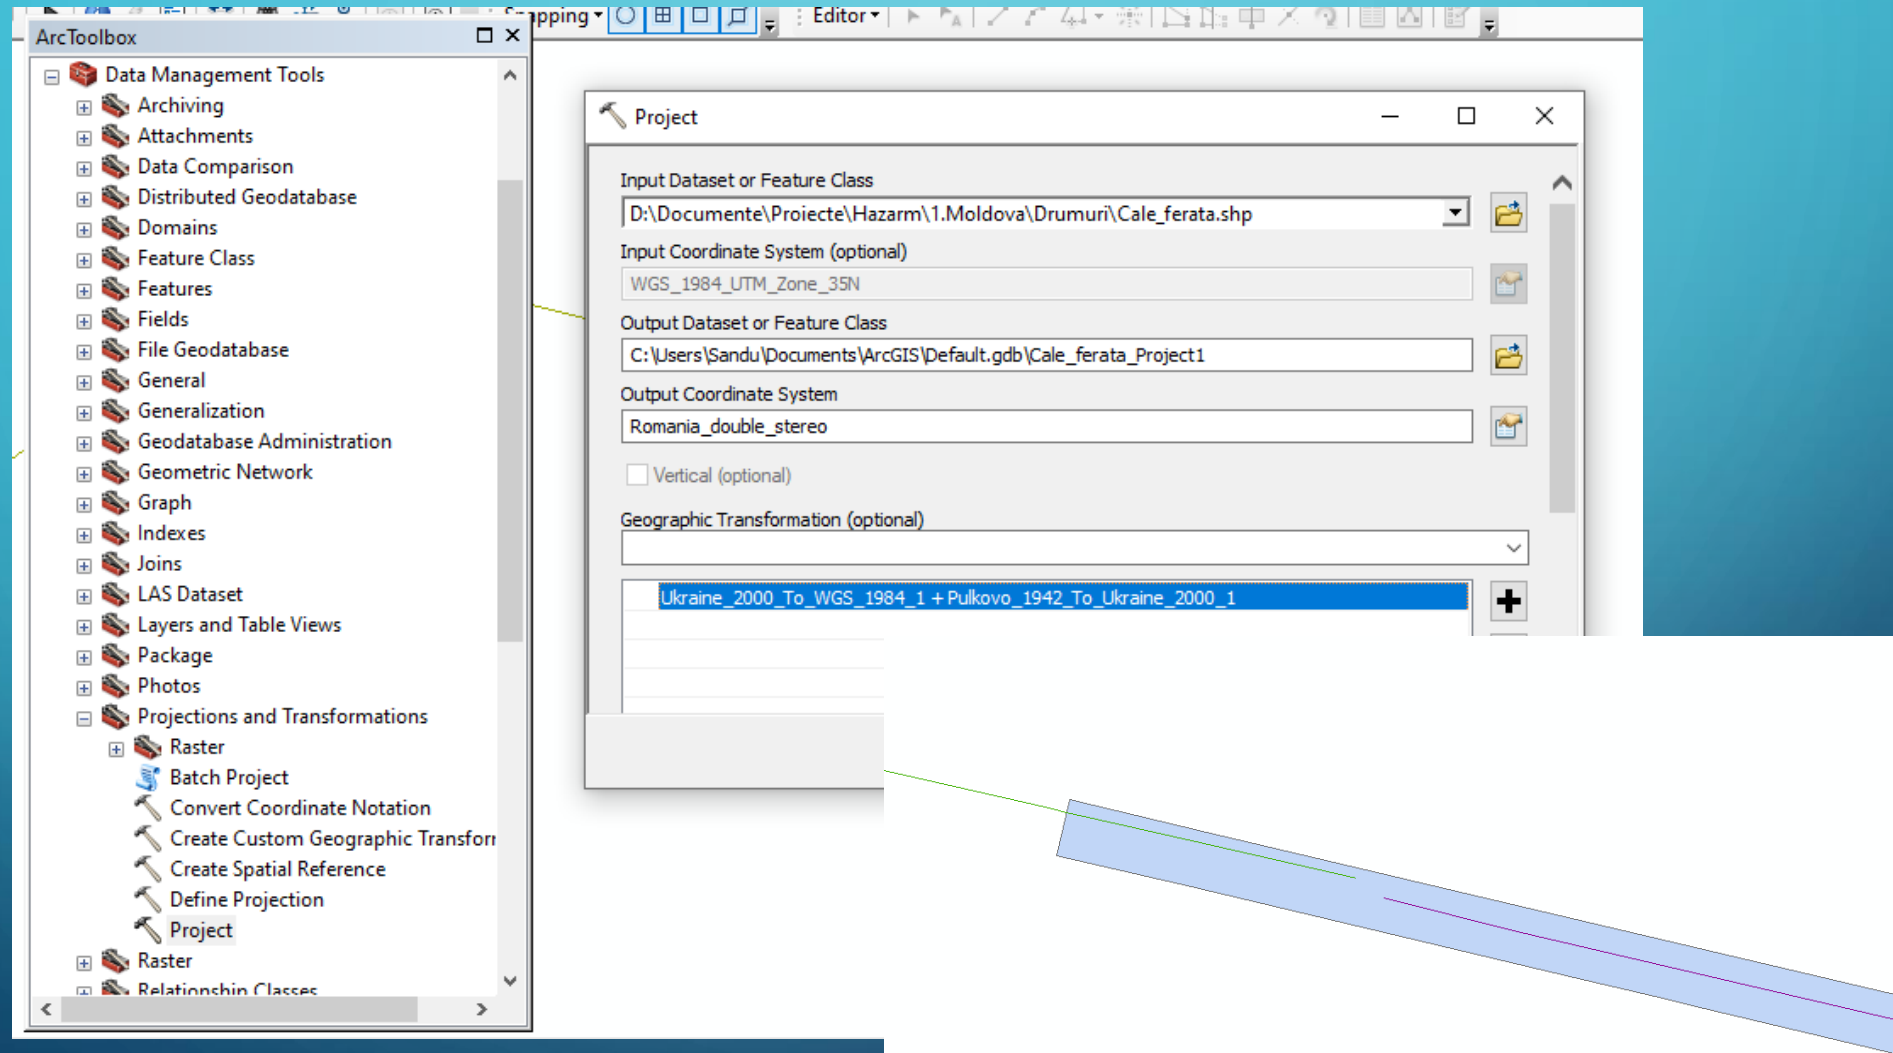 Snapping
Editor
ArcToolbox
Data Management Tools
Archiving
Attachments
Data Comparison
Distributed Geodatabase
Domains
Feature Class
Features
Fields
File Geodatabase
General
Generalization
Geodatabase Administration
Geometric Network
Graph
Indexes
Joins
LAS Dataset
Layers and Table Views
Package
Photos
Projections and Transformations
Raster
Batch Project
Convert Coordinate Notation
Create Custom Geographic Transforr
Create Spatial Reference
Define Projection
Project
Raster
Relationship Classes
Project
Input Dataset or Feature Class
D:\Documente\Proiecte\Hazarm\1.Moldova\Drumuri\Cale_ferata.shp
Input Coordinate System (optional)
WGS_1984_UTM_Zone_35N
Output Dataset or Feature Class
C:\Users\Sandu\Documents\ArcGIS\Default.gdb\Cale_ferata_Project1
Output Coordinate System
Romania_double_stereo
Vertical (optional)
Geographic Transformation (optional)
Ukraine_2000_To_WGS_1984_1 + Pulkovo_1942_To_Ukraine_2000_1